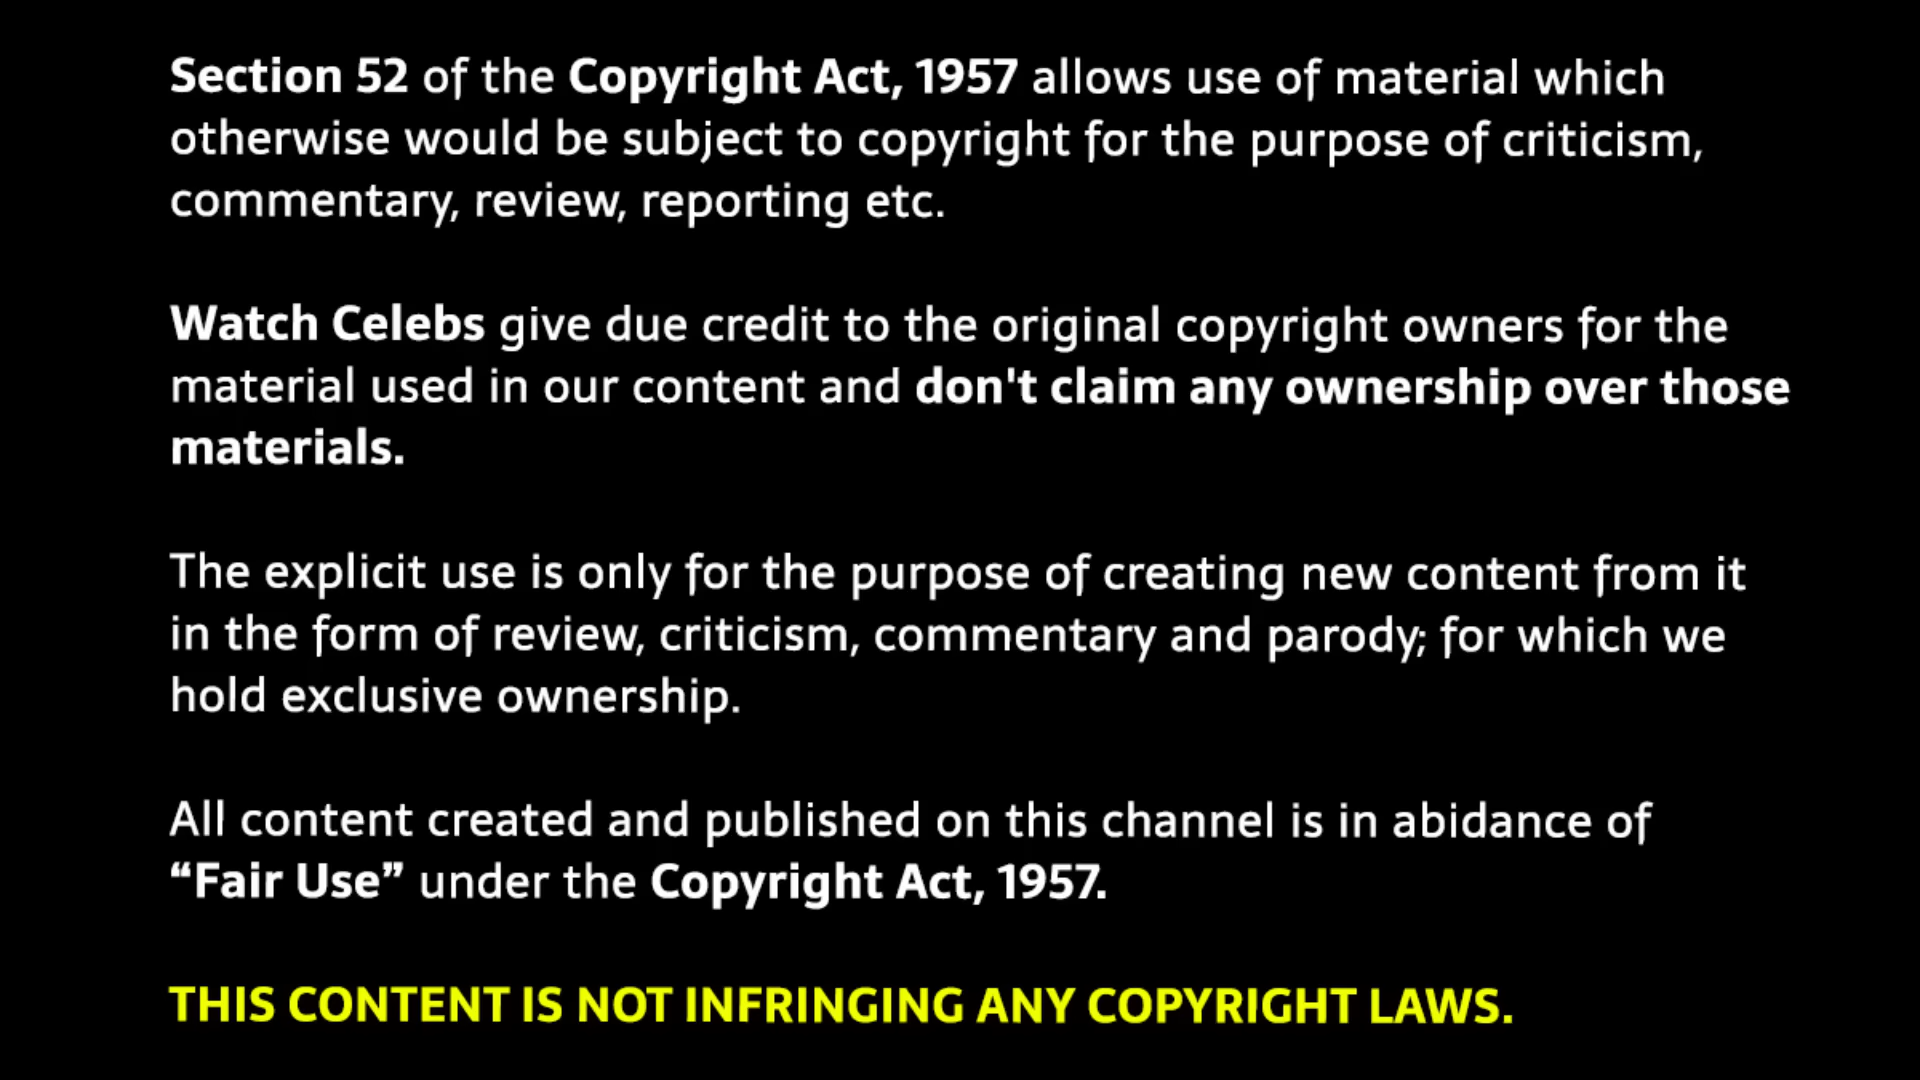 Section 52 of the Copyright Act, 1957 allows use of material which
otherwise would be subject to copyright for the purpose of criticism,
commentary, review, reporting etc.
Watch Celebs give due credit to the original copyright owners for the
material used in our content and don't claim any ownership over those
materials.
The explicit use is only for the purpose of creating new content from it
in the form of review, criticism, commentary and parody; for which we
hold exclusive ownership.
All content created and published on this channel is in abidance of
“Fair Use” under the Copyright Act, 1957.
THIS CONTENT IS NOT INFRINGING ANY COPYRIGHT LAWS.